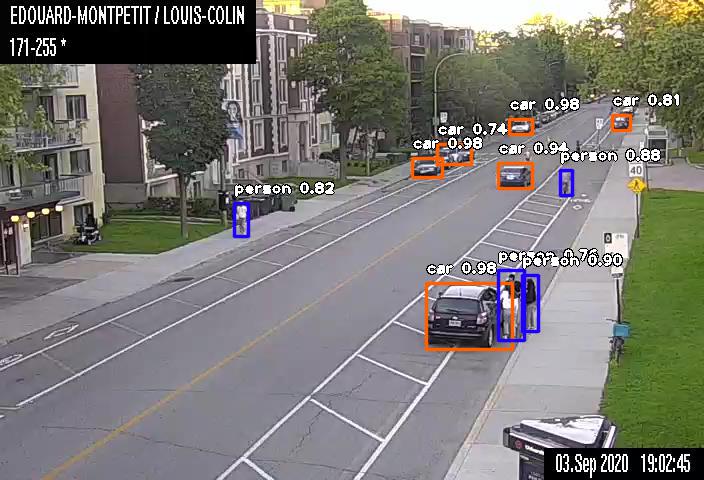 EDOUARD-MONTPETIT / LOUIS-COLIN
171-255 *
car 0.98
car 0.81
car 0.74
car 0.98
car 0.94
person 0.88
person 0.82
person 0.76
person 0.90
car 0.98
40
03.Sep 2020 19:02:45